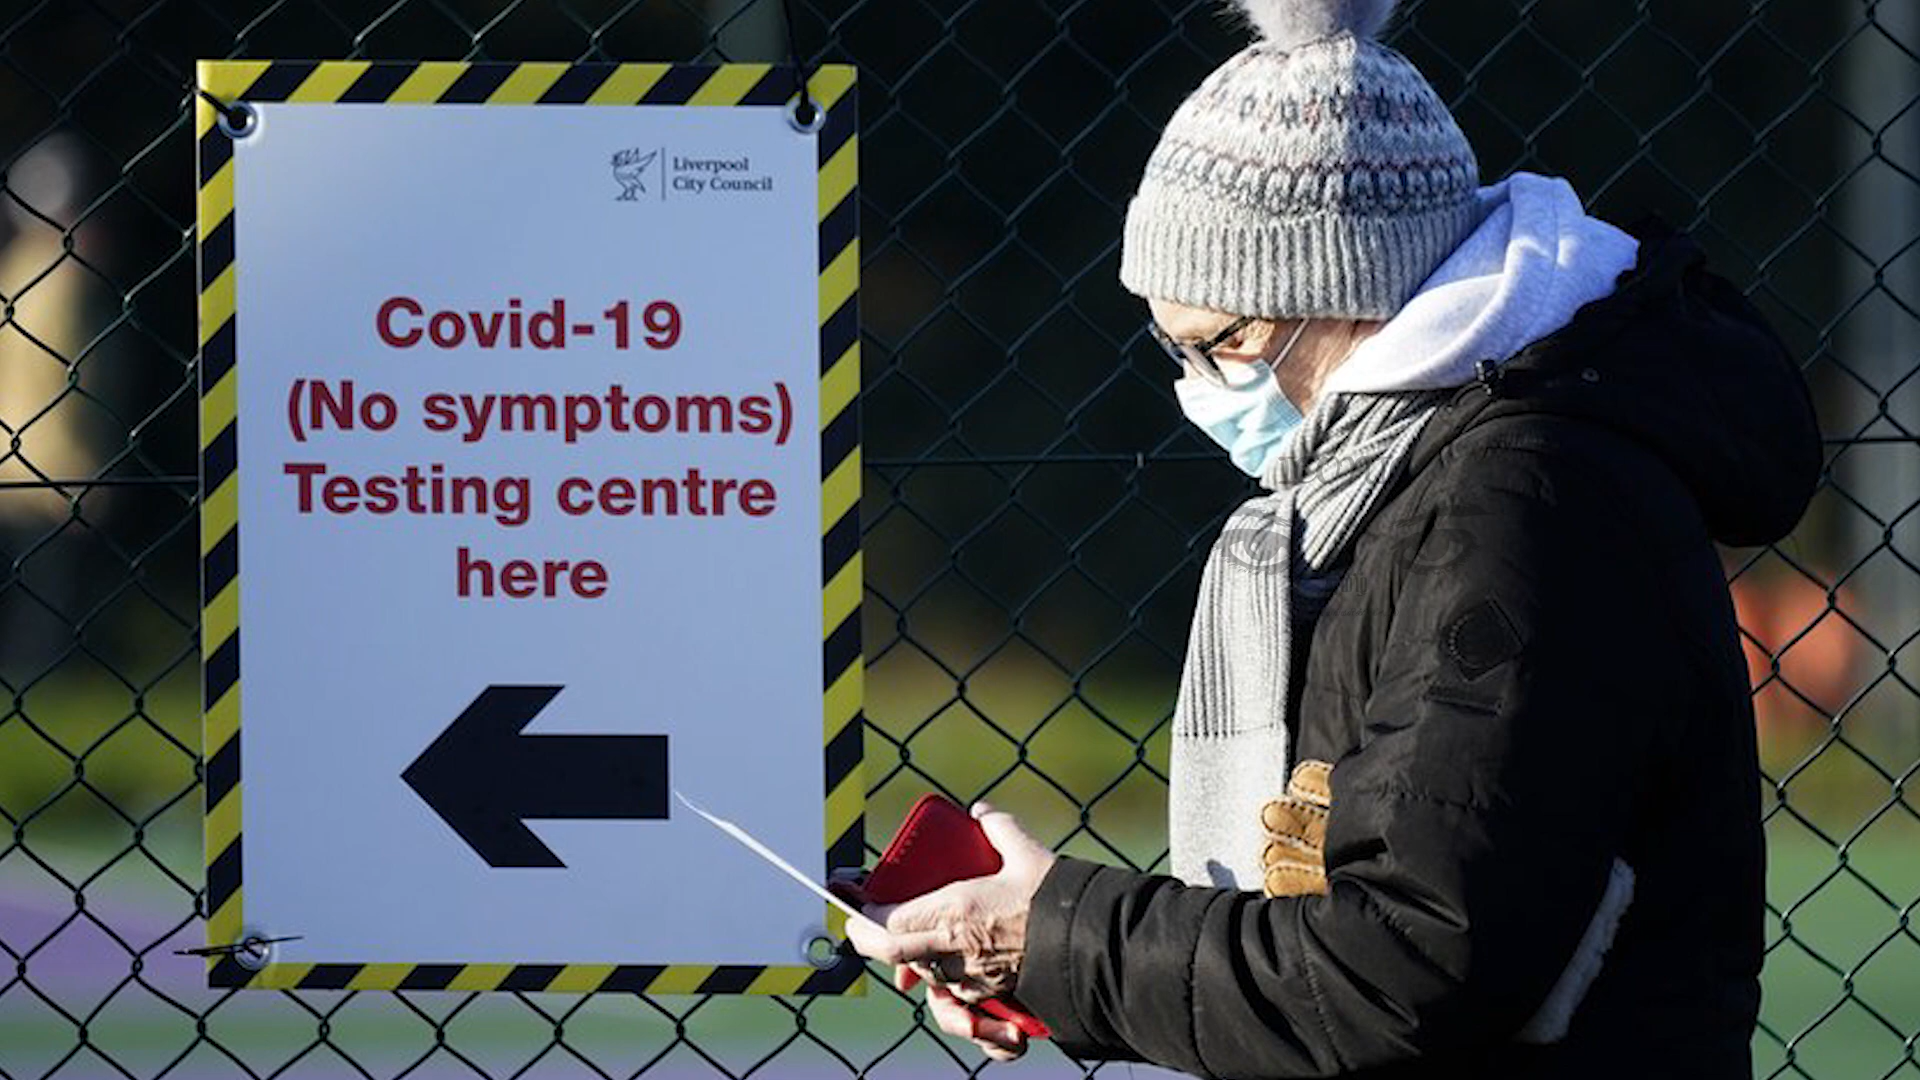 Liverpool
City Council
Covid-19
(No symptoms)
Testing centre
here